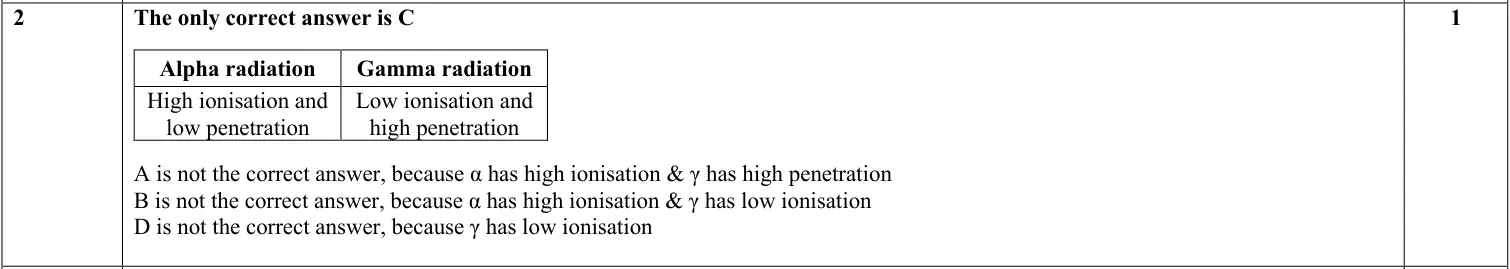 2 The only correct answer is C 1
Alpha radiation Gamma radiation
High ionisation and Low ionisation and
low penetration high penetration
A is not the correct answer, because α has high ionisation & γ has high penetration
B is not the correct answer, because α has high ionisation & γ has low ionisation
D is not the correct answer, because γ has low ionisation